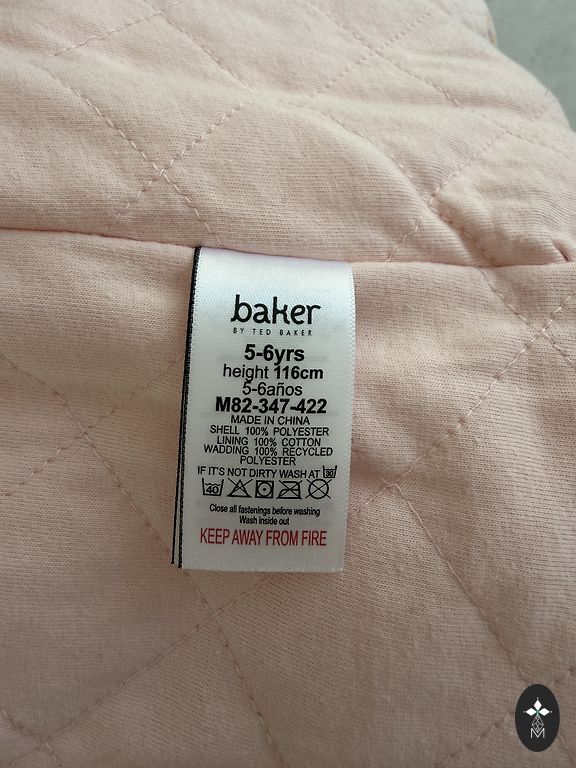 baker
BY TED BAKER
5-6yrs
height 116cm
5-6años
M82-347-422
MADE IN CHINA
SHELL 100% POLYESTER
LINING 100% COTTON
WADDING 100% RECYCLED
POLYESTER
IF IT'S NOT DIRTY WASH AT 30
40
Close all fastenings before washing
Wash inside out
KEEP AWAY FROM FIRE
M